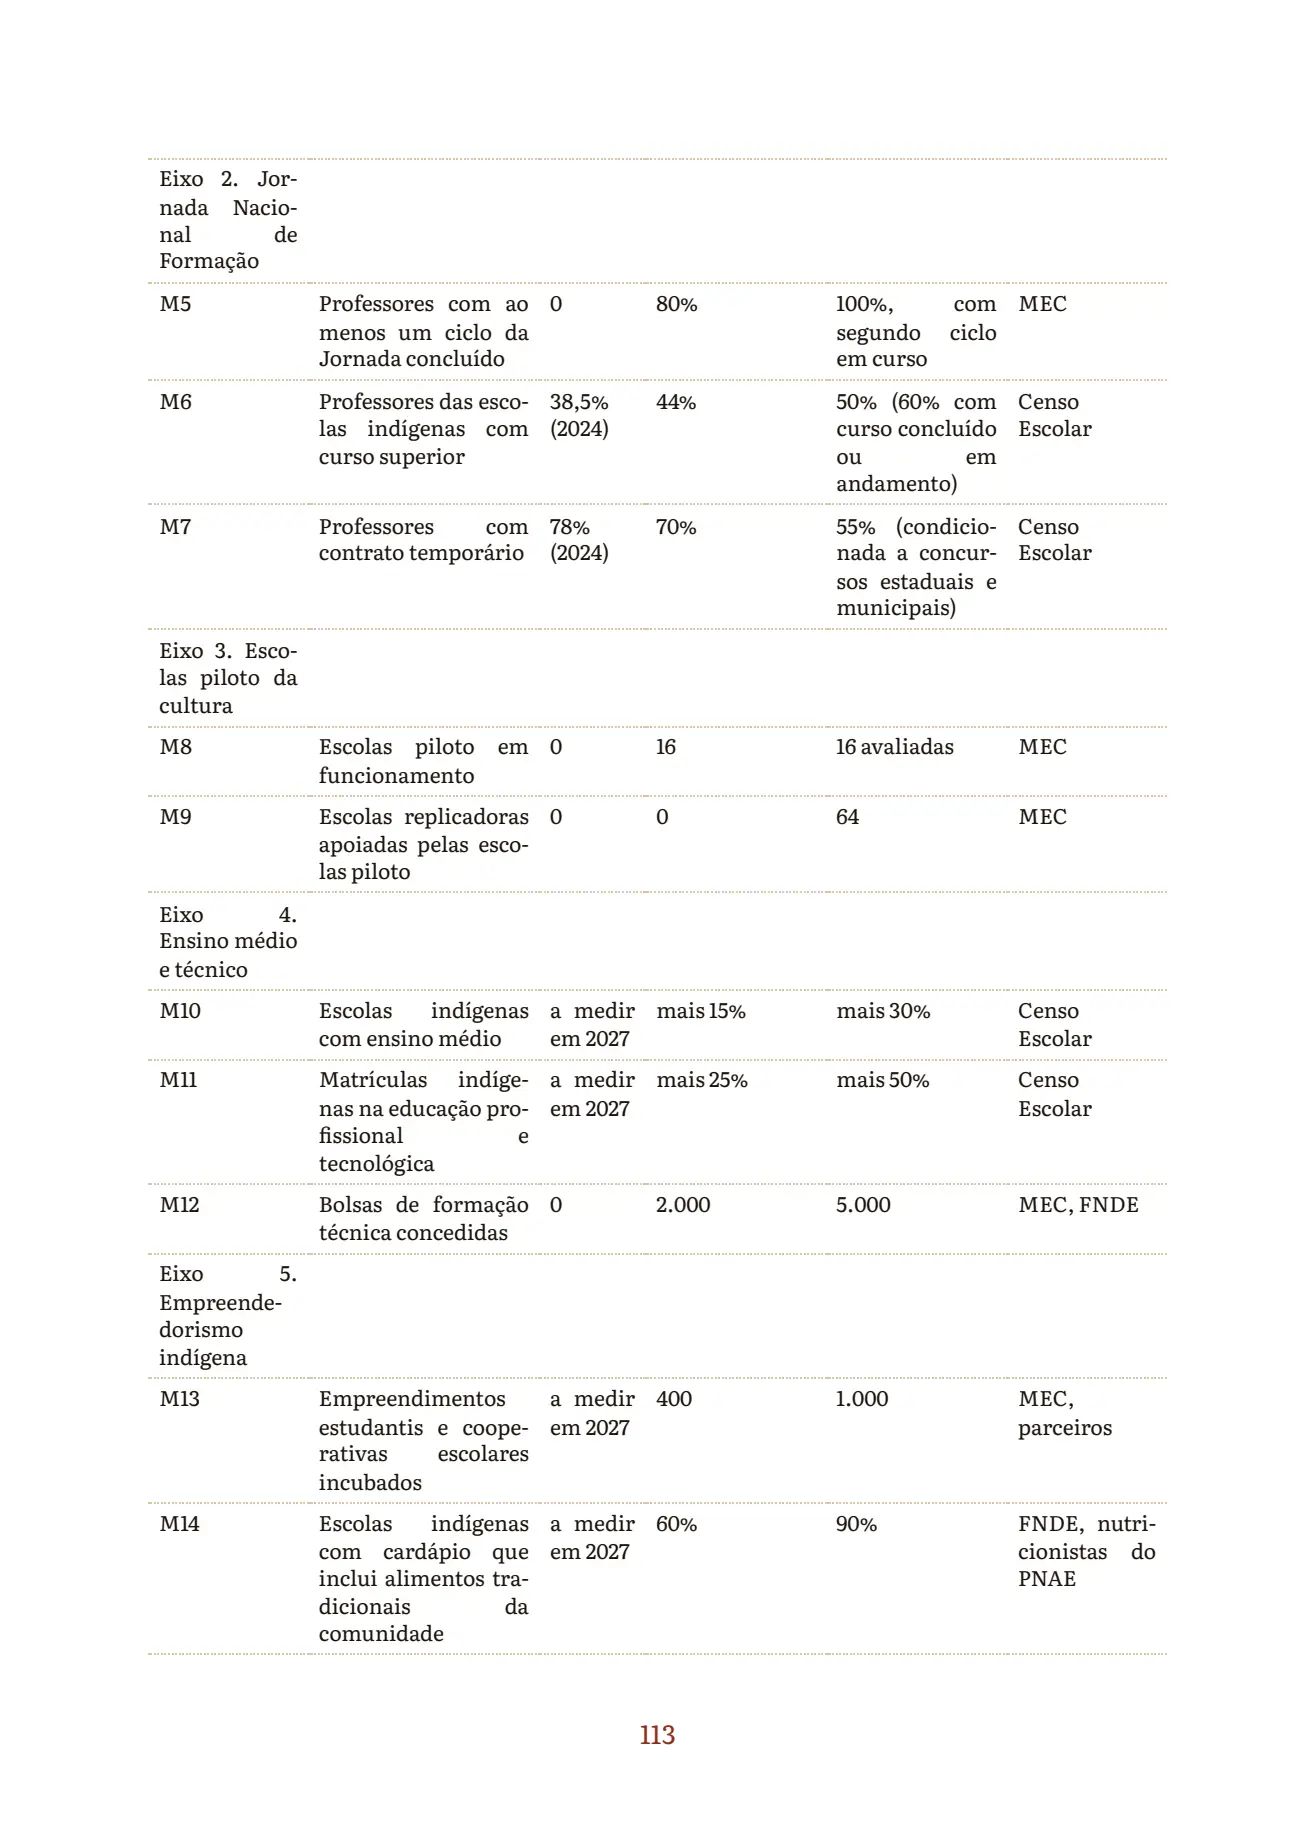 Eixo 2. Jor-
nada Nacio-
nal de
Formação
M5 Professores com ao 0 80% 100%, com MEC
menos um ciclo da segundo ciclo
Jornada concluído em curso
M6 Professores das esco- 38,5% 44% 50% (60% com Censo
las indígenas com (2024) curso concluído Escolar
curso superior ou em
andamento)
M7 Professores com 78% 70% 55% (condicio- Censo
contrato temporário (2024) nada a concur- Escolar
sos estaduais e
municipais)
Eixo 3. Esco-
las piloto da
cultura
M8 Escolas piloto em 0 16 16 avaliadas MEC
funcionamento
M9 Escolas replicadoras 0 0 64 MEC
apoiadas pelas esco-
las piloto
Eixo 4.
Ensino médio
e técnico
M10 Escolas indígenas a medir mais 15% mais 30% Censo
com ensino médio em 2027 Escolar
M11 Matrículas indíge- a medir mais 25% mais 50% Censo
nas na educação pro- em 2027 Escolar
fissional e
tecnológica
M12 Bolsas de formação 0 2.000 5.000 MEC, FNDE
técnica concedidas
Eixo 5.
Empreende-
dorismo
indígena
M13 Empreendimentos a medir 400 1.000 MEC,
estudantis e coope- em 2027 parceiros
rativas escolares
incubados
M14 Escolas indígenas a medir 60% 90% FNDE, nutri-
com cardápio que em 2027 cionistas do
inclui alimentos tra- PNAE
dicionais da
comunidade
113